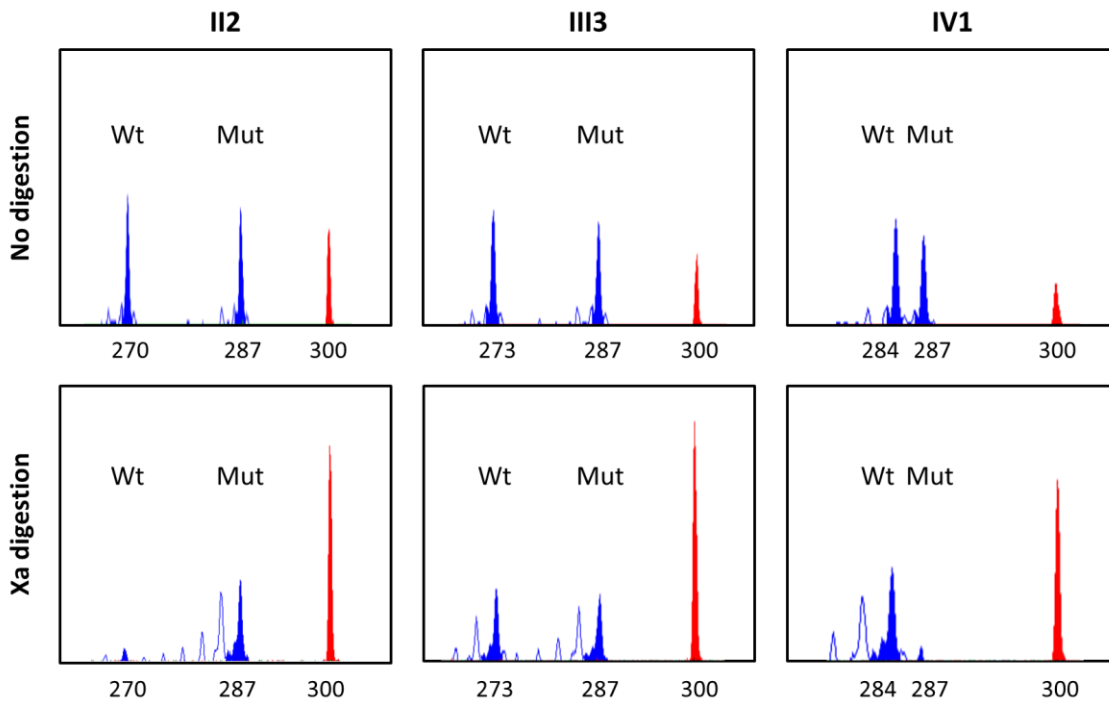 II2 III3 IV1
No digestion
Wt Mut Wt Mut Wt Mut
270 287 300 273 287 300 284 287 300
Xa digestion
Wt Mut Wt Mut Wt Mut
270 287 300 273 287 300 284 287 300